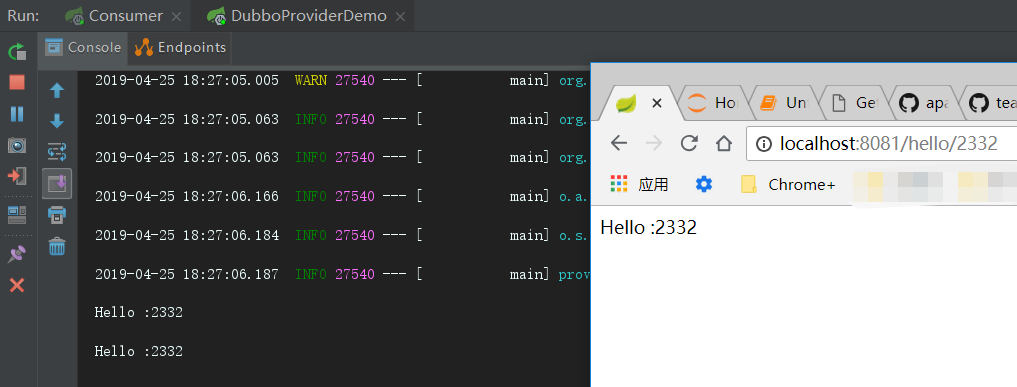 Run: Consumer DubboProviderDemo
Console Endpoints
2019-04-25 18:27:05.005 WARN 27540 --- [ main] org.
2019-04-25 18:27:05.063 INFO 27540 --- [ main] org.
2019-04-25 18:27:05.063 INFO 27540 --- [ main] org.
2019-04-25 18:27:06.166 INFO 27540 --- [ main] o.a.
2019-04-25 18:27:06.184 INFO 27540 --- [ main] o.s.
2019-04-25 18:27:06.187 INFO 27540 --- [ main] prov
Hello :2332
Hello :2332
Ho Un Ge apa tea
localhost:8081/hello/2332
应用 Chrome+
Hello :2332